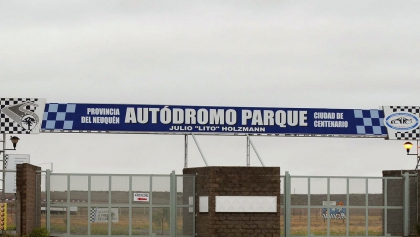 PROVINCIA
DEL NEUQUÉN
AUTÓDROMO PARQUE
JULIO "LITO" HOLZMANN
CIUDAD DE
CENTENARIO